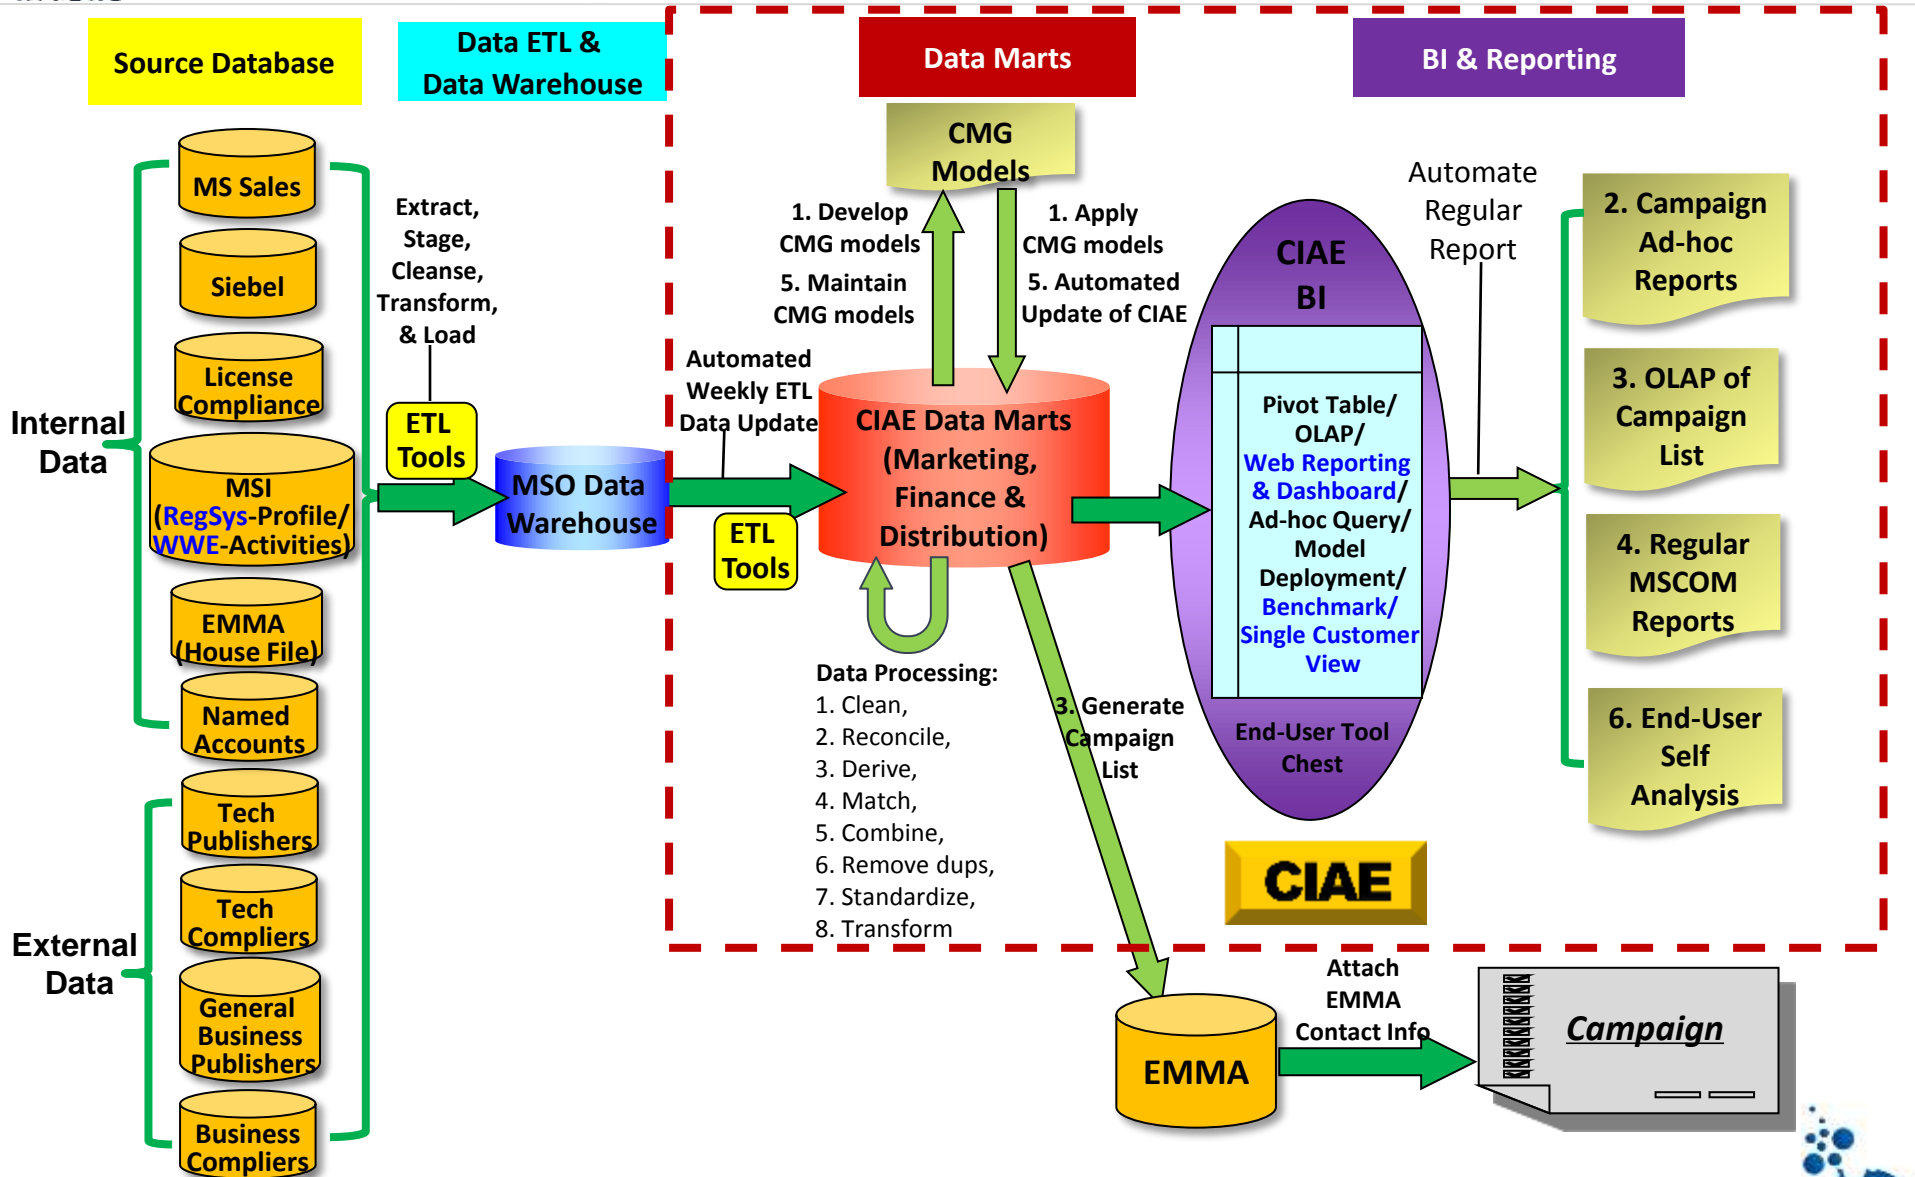 Source Database
Data ETL &
Data Warehouse
Data Marts
BI & Reporting
MS Sales
Siebel
License
Compliance
MSI
(RegSys-Profile/
WWE-Activities)
EMMA
(House File)
Named
Accounts
Tech
Publishers
Tech
Compliers
General
Business
Publishers
Business
Compliers
Internal
Data
External
Data
Extract,
Stage,
Cleanse,
Transform,
& Load
ETL
Tools
MSO Data
Warehouse
Automated
Weekly ETL
Data Update
ETL
Tools
CMG
Models
1. Develop
CMG models
5. Maintain
CMG models
1. Apply
CMG models
5. Automated
Update of CIAE
CIAE Data Marts
(Marketing,
Finance &
Distribution)
Data Processing:
1. Clean,
2. Reconcile,
3. Derive,
4. Match,
5. Combine,
6. Remove dups,
7. Standardize,
8. Transform
3. Generate
Campaign
List
CIAE
BI
Pivot Table/
OLAP/
Web Reporting
& Dashboard/
Ad-hoc Query/
Model
Deployment/
Benchmark/
Single Customer
View
End-User Tool
Chest
CIAE
Automate
Regular
Report
2. Campaign
Ad-hoc
Reports
3. OLAP of
Campaign
List
4. Regular
MSCOM
Reports
6. End-User
Self
Analysis
EMMA
Attach
EMMA
Contact Info
Campaign